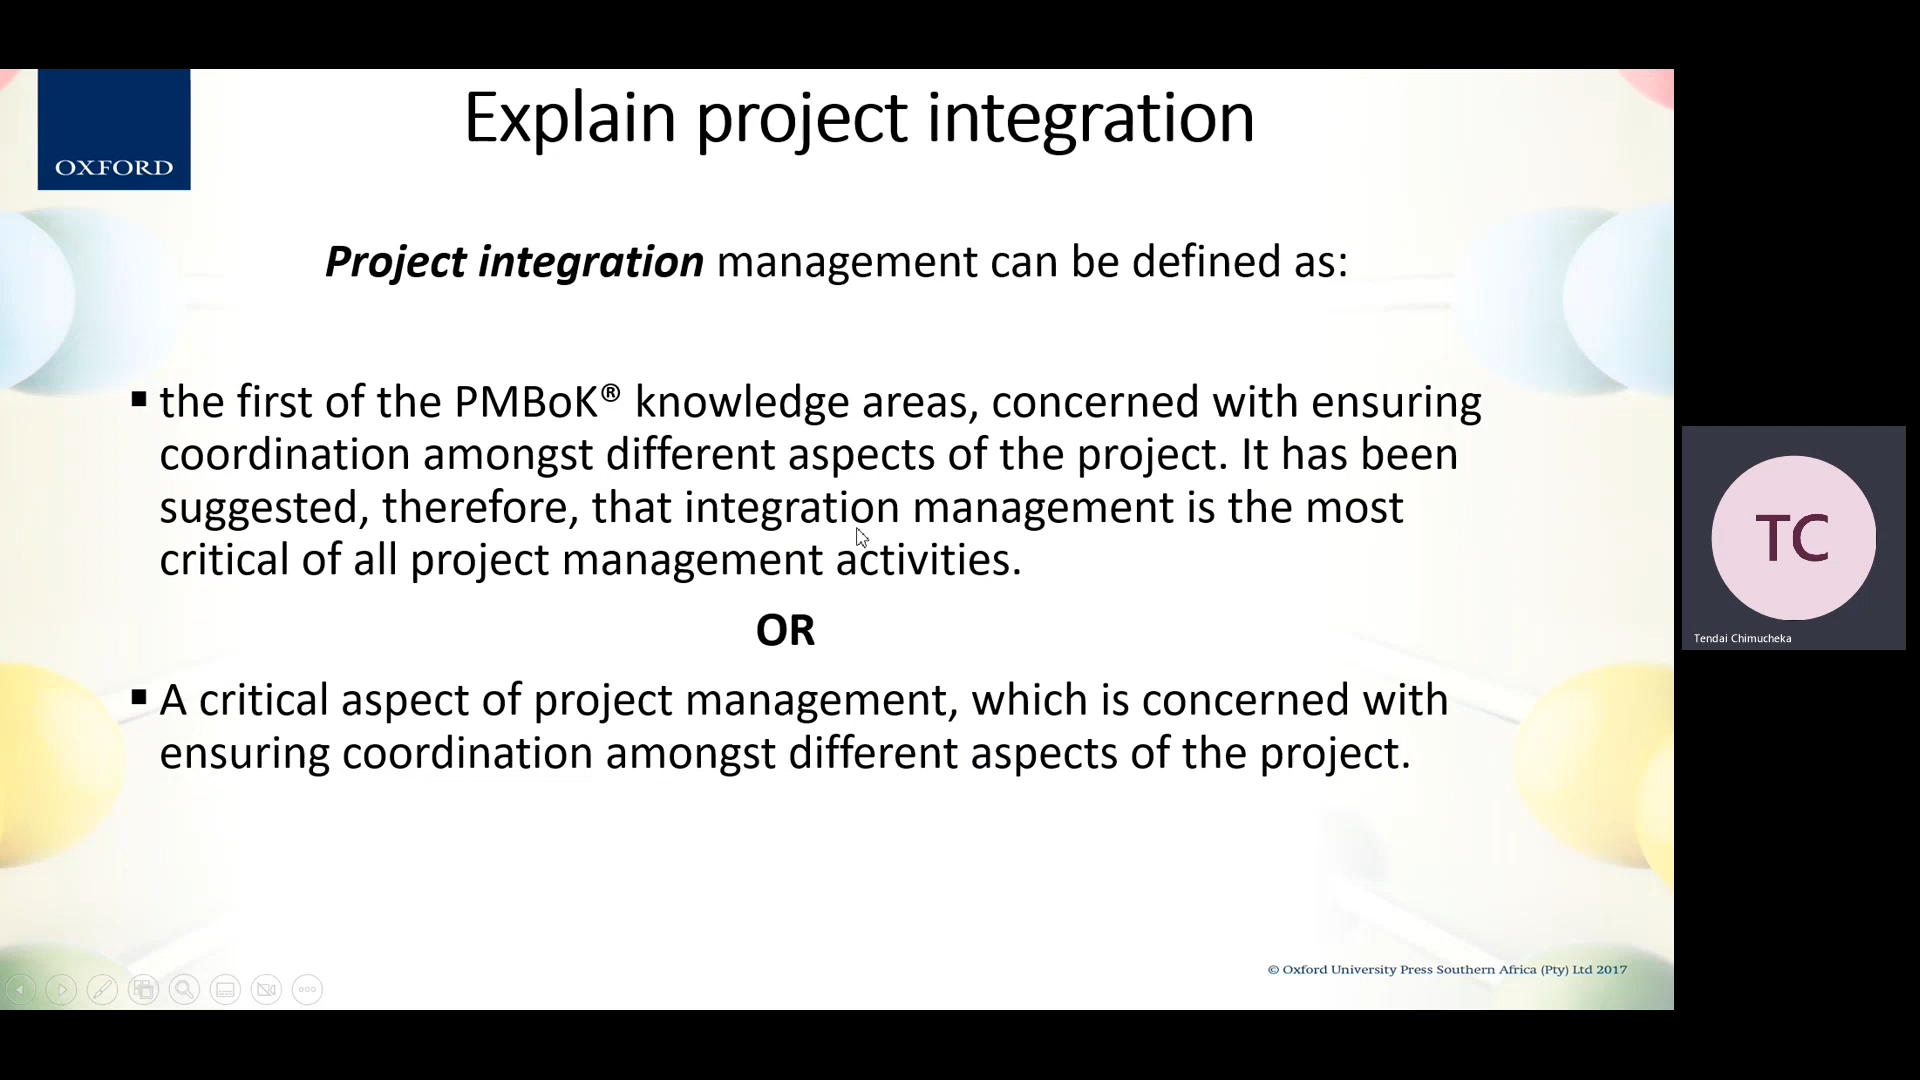 OXFORD
Explain project integration
Project integration management can be defined as:
▪ the first of the PMBoK® knowledge areas, concerned with ensuring
coordination amongst different aspects of the project. It has been
suggested, therefore, that integration management is the most
critical of all project management activities.
OR
▪ A critical aspect of project management, which is concerned with
ensuring coordination amongst different aspects of the project.
© Oxford University Press Southern Africa (Pty) Ltd 2017
TC
Tendai Chimucheka